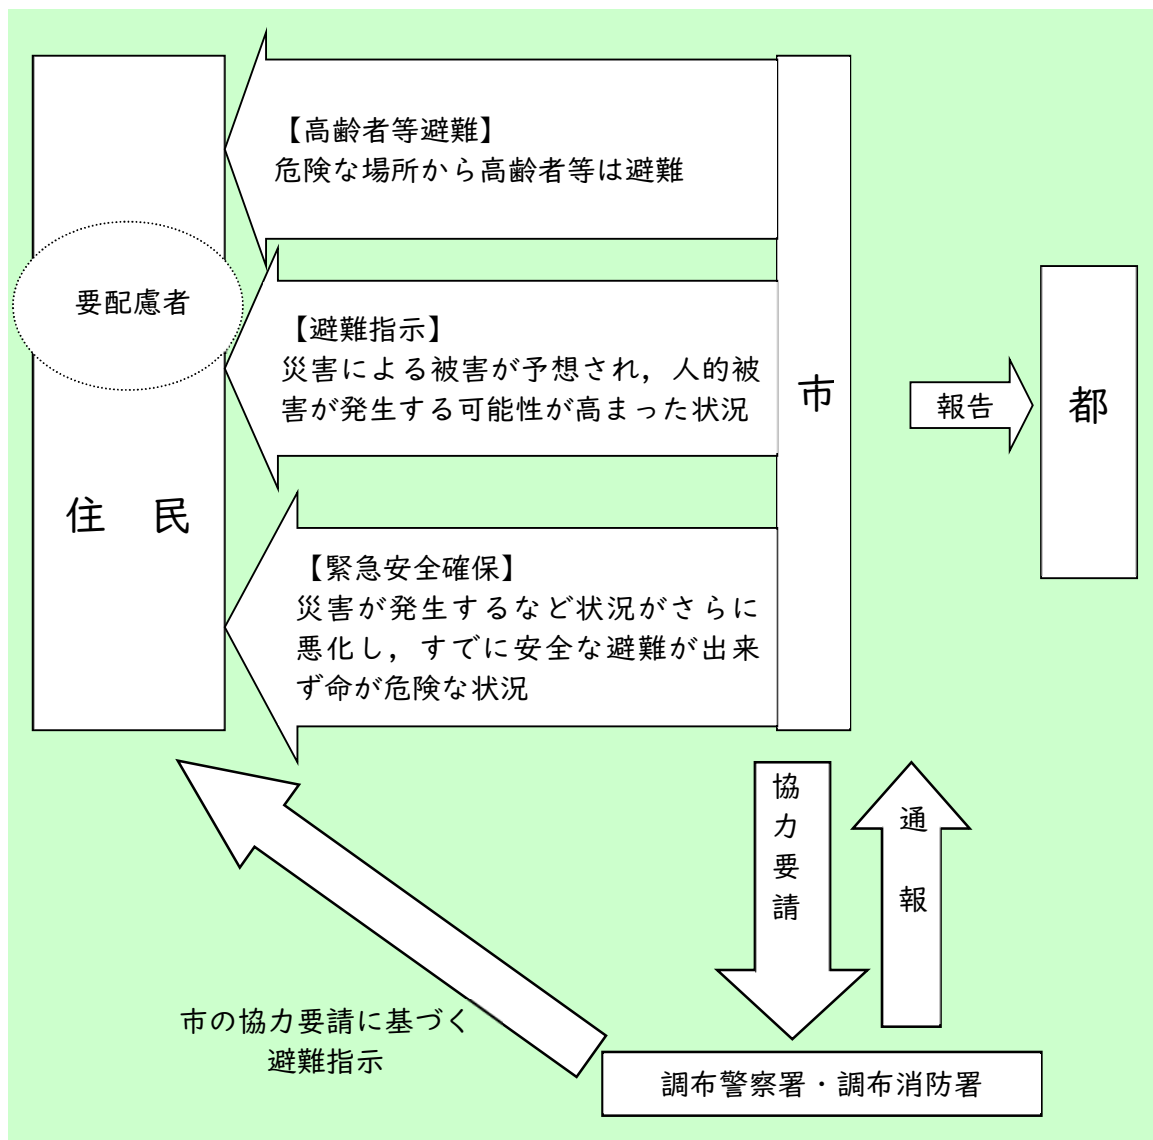 【高齢者等避難】
危険な場所から高齢者等は避難
要配慮者
【避難指示】
災害による被害が予想され，人的被
害が発生する可能性が高まった状況
市
報告
都
住　民
【緊急安全確保】
災害が発生するなど状況がさらに
悪化し，すでに安全な避難が出来
ず命が危険な状況
協力要請
通　報
市の協力要請に基づく
避難指示
調布警察署・調布消防署